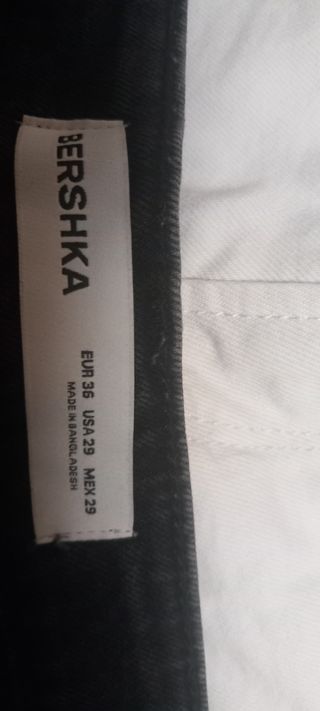 BERSHKA
EUR 36 USA 29 MEX 29
MADE IN BANGLADESH